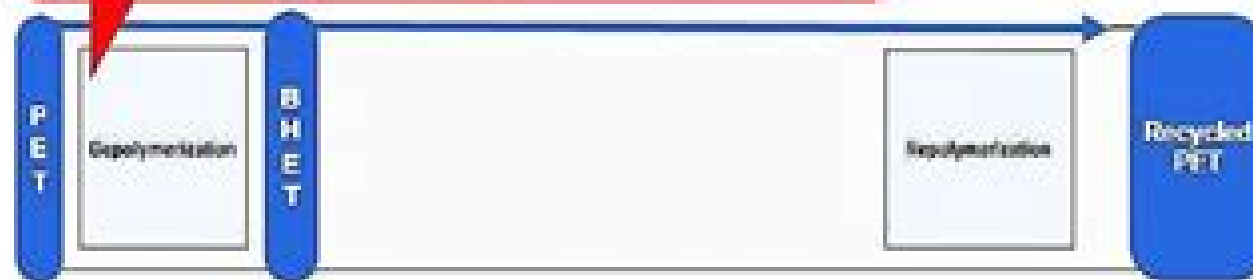 PET
Depolymerization
BHET
Repolymerization
Recycled
PET